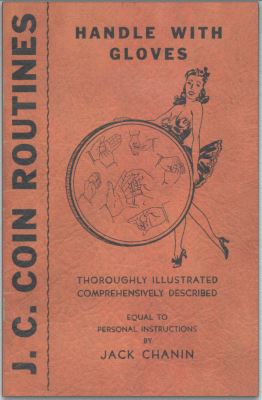 J. C. COIN ROUTINES
HANDLE WITH
GLOVES
THOROUGHLY ILLUSTRATED
COMPREHENSIVELY DESCRIBED
EQUAL TO
PERSONAL INSTRUCTIONS
BY
JACK CHANIN